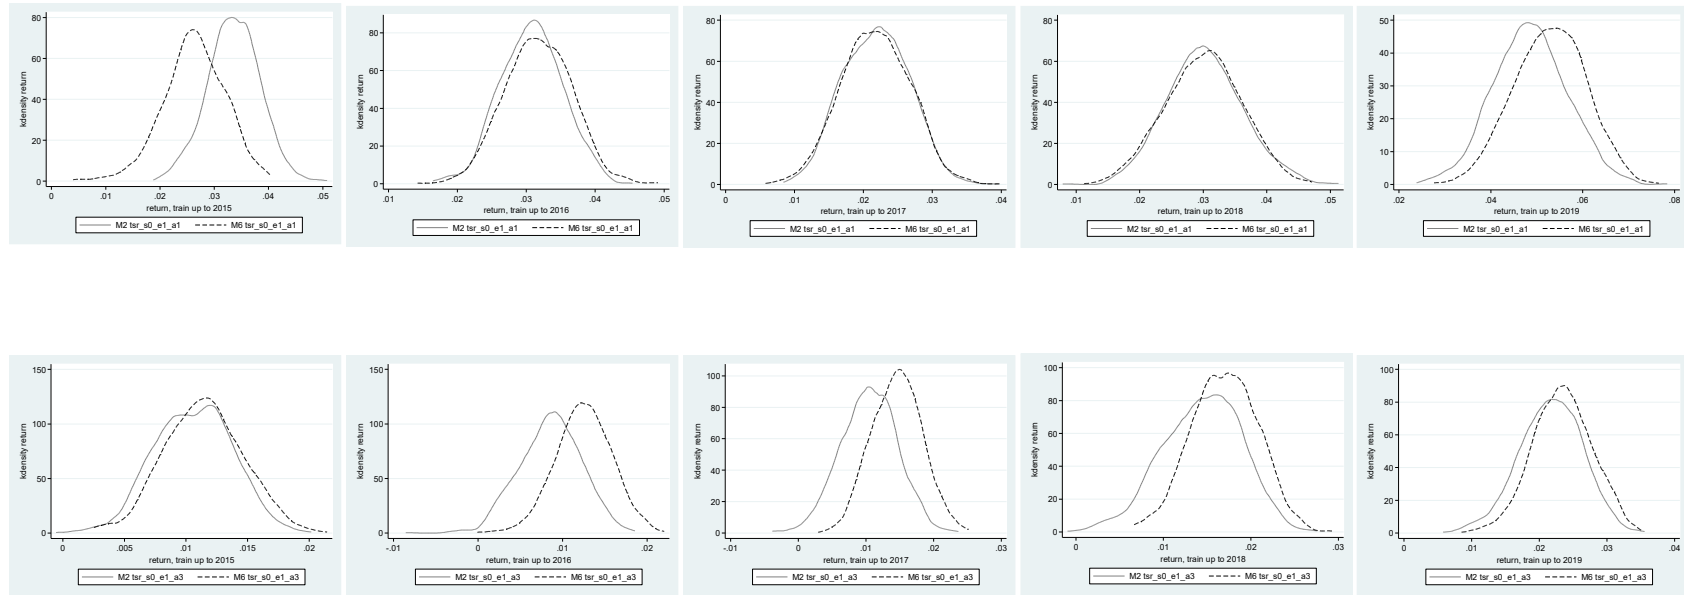 80
60
40
20
0
kdensity return
0 .01 .02 .03 .04 .05
return, train up to 2015
M2 tsr_s0_e1_a1 M6 tsr_s0_e1_a1
80
60
40
20
0
kdensity return
.01 .02 .03 .04 .05
return, train up to 2016
M2 tsr_s0_e1_a1 M6 tsr_s0_e1_a1
80
60
40
20
0
kdensity return
0 .01 .02 .03 .04
return, train up to 2017
M2 tsr_s0_e1_a1 M6 tsr_s0_e1_a1
80
60
40
20
0
kdensity return
.01 .02 .03 .04 .05
return, train up to 2018
M2 tsr_s0_e1_a1 M6 tsr_s0_e1_a1
50
40
30
20
10
0
kdensity return
.02 .04 .06 .08
return, train up to 2019
M2 tsr_s0_e1_a1 M6 tsr_s0_e1_a1
150
100
50
0
kdensity return
0 .005 .01 .015 .02
return, train up to 2015
M2 tsr_s0_e1_a3 M6 tsr_s0_e1_a3
150
100
50
0
kdensity return
-.01 0 .01 .02
return, train up to 2016
M2 tsr_s0_e1_a3 M6 tsr_s0_e1_a3
100
80
60
40
20
0
kdensity return
-.01 0 .01 .02 .03
return, train up to 2017
M2 tsr_s0_e1_a3 M6 tsr_s0_e1_a3
100
80
60
40
20
0
kdensity return
0 .01 .02 .03
return, train up to 2018
M2 tsr_s0_e1_a3 M6 tsr_s0_e1_a3
100
80
60
40
20
0
kdensity return
0 .01 .02 .03 .04
return, train up to 2019
M2 tsr_s0_e1_a3 M6 tsr_s0_e1_a3